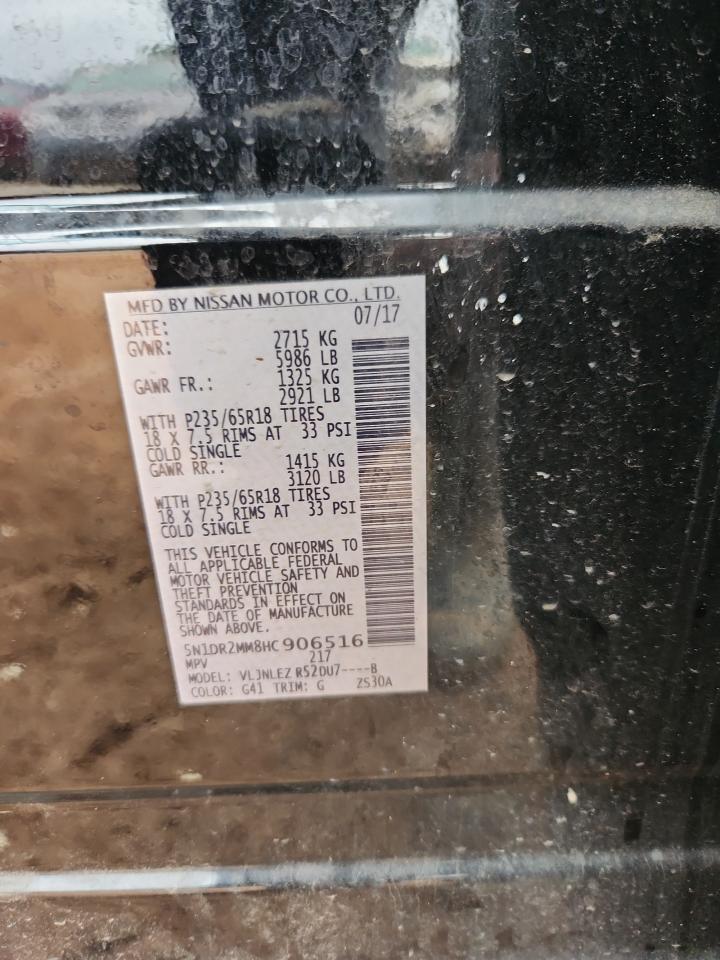 MFD BY NISSAN MOTOR CO., LTD.
DATE: 07/17
GVWR: 2715 KG
5986 LB
GAWR FR.: 1325 KG
2921 LB
WITH P235/65R18 TIRES
18 X 7.5 RIMS AT 33 PSI
COLD SINGLE
GAWR RR.: 1415 KG
3120 LB
WITH P235/65R18 TIRES
18 X 7.5 RIMS AT 33 PSI
COLD SINGLE
THIS VEHICLE CONFORMS TO
ALL APPLICABLE FEDERAL
MOTOR VEHICLE SAFETY AND
THEFT PREVENTION
STANDARDS IN EFFECT ON
THE DATE OF MANUFACTURE
SHOWN ABOVE.
5N1DR2MM8HC906516
MPV 217
MODEL: VLJNLEZ R52DU7----B
COLOR: G41 TRIM: G ZS30A